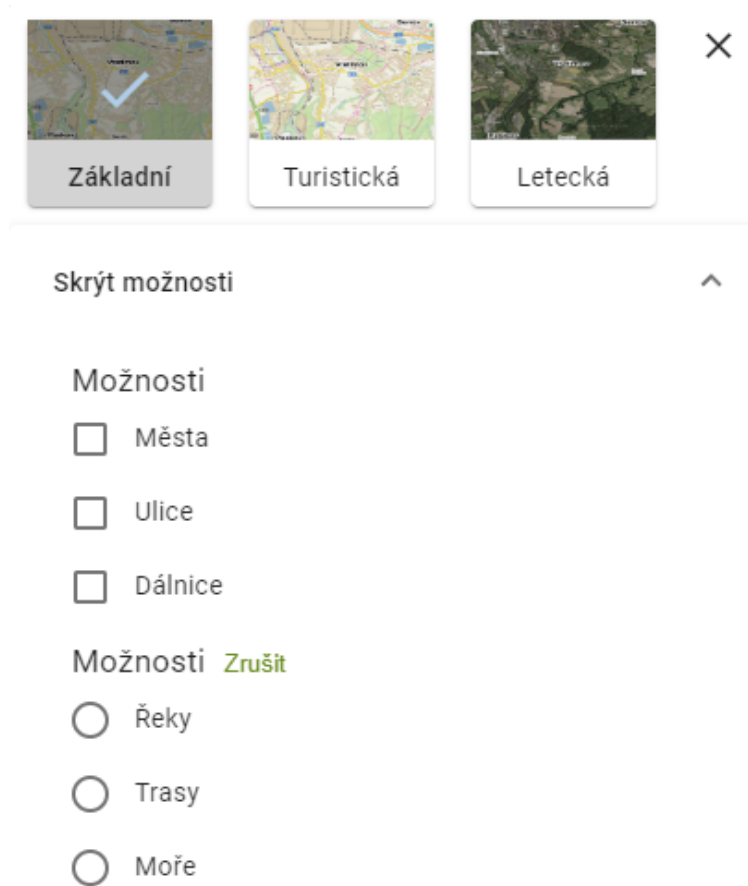 Základní
Turistická
Letecká
Skrýt možnosti
Možnosti
Města
Ulice
Dálnice
Možnosti Zrušit
Řeky
Trasy
Moře